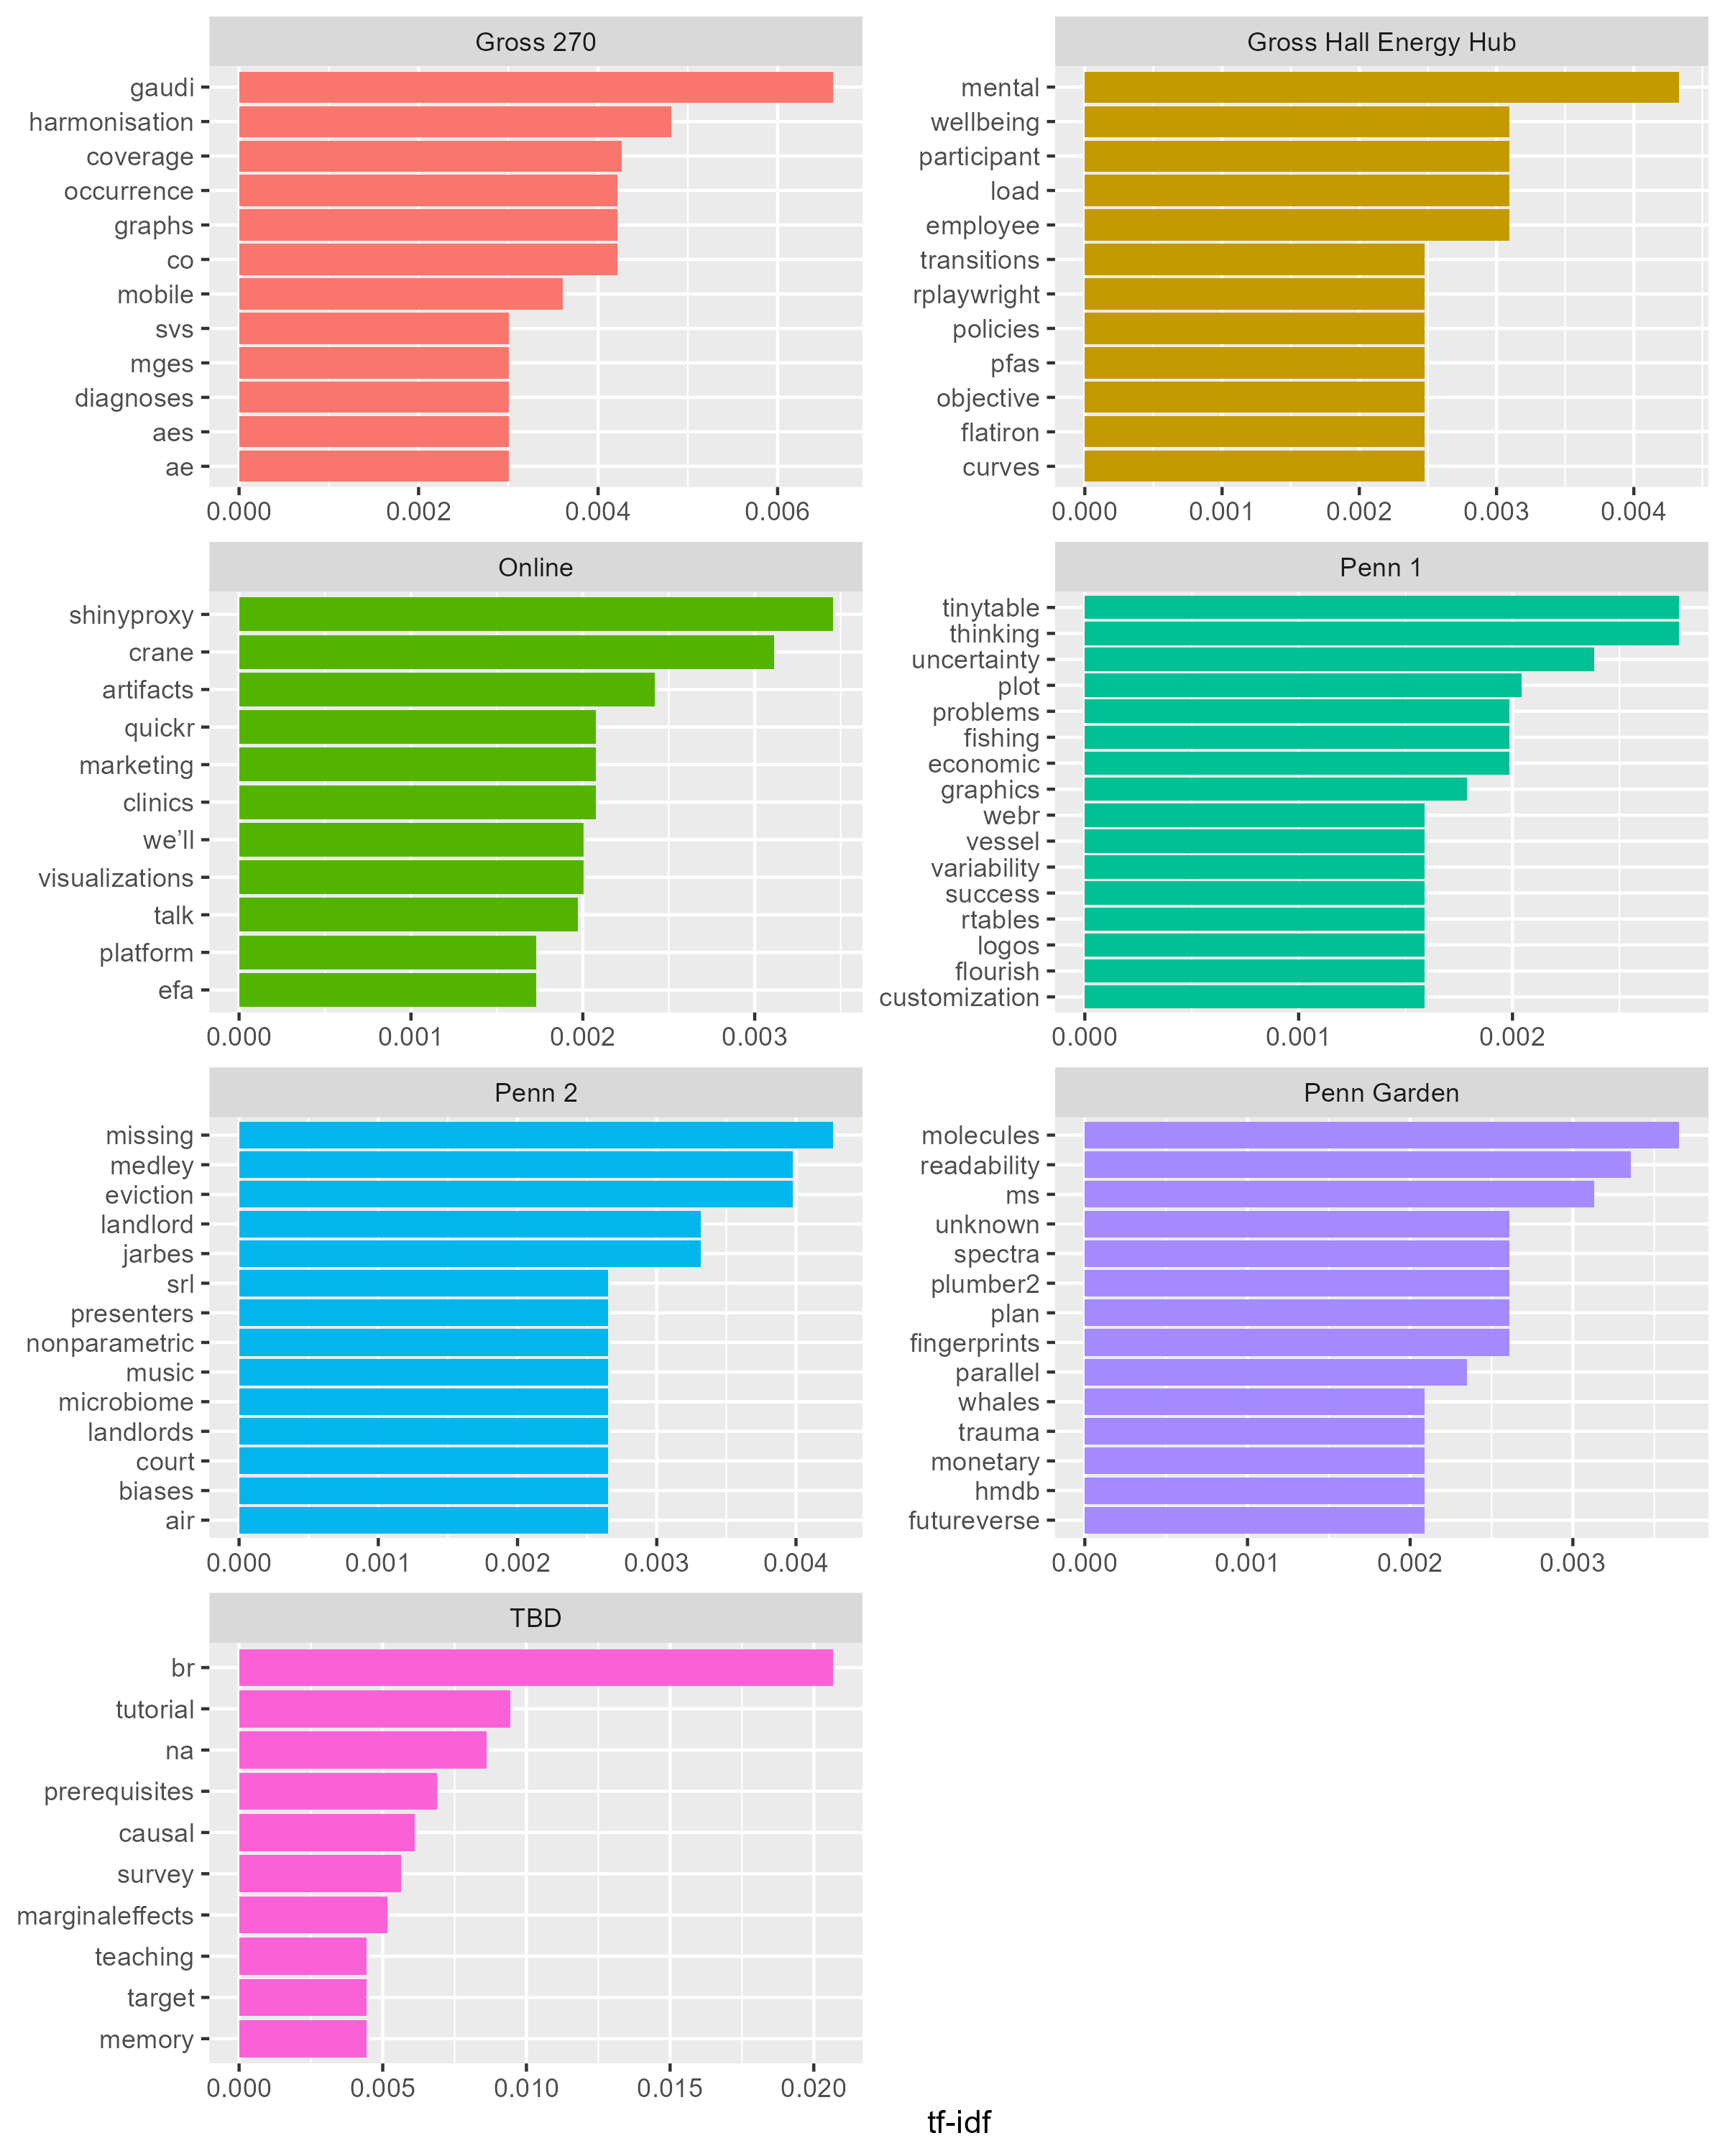 Gross 270
gaudi
harmonisation
coverage
occurrence
graphs
co
mobile
svs
mges
diagnoses
aes
ae
0.000 0.002 0.004 0.006
Gross Hall Energy Hub
mental
wellbeing
participant
load
employee
transitions
rplaywright
policies
pfas
objective
flatiron
curves
0.000 0.001 0.002 0.003 0.004
Online
shinyproxy
crane
artifacts
quickr
marketing
clinics
we’ll
visualizations
talk
platform
efa
0.000 0.001 0.002 0.003
Penn 1
tinytable
thinking
uncertainty
plot
problems
fishing
economic
graphics
webr
vessel
variability
success
rtables
logos
flourish
customization
0.000 0.001 0.002
Penn 2
missing
medley
eviction
landlord
jarbes
srl
presenters
nonparametric
music
microbiome
landlords
court
biases
air
0.000 0.001 0.002 0.003 0.004
Penn Garden
molecules
readability
ms
unknown
spectra
plumber2
plan
fingerprints
parallel
whales
trauma
monetary
hmdb
futureverse
0.000 0.001 0.002 0.003
TBD
br
tutorial
na
prerequisites
causal
survey
marginaleffects
teaching
target
memory
0.000 0.005 0.010 0.015 0.020
tf-idf